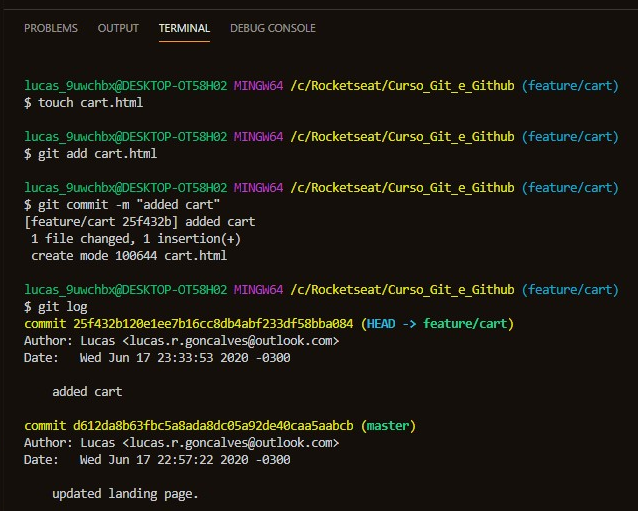 PROBLEMS OUTPUT TERMINAL DEBUG CONSOLE
lucas_9uwchbx@DESKTOP-OT58H02 MINGW64 /c/Rocketseat/Curso_Git_e_Github (feature/cart)
$ touch cart.html
lucas_9uwchbx@DESKTOP-OT58H02 MINGW64 /c/Rocketseat/Curso_Git_e_Github (feature/cart)
$ git add cart.html
lucas_9uwchbx@DESKTOP-OT58H02 MINGW64 /c/Rocketseat/Curso_Git_e_Github (feature/cart)
$ git commit -m "added cart"
[feature/cart 25f432b] added cart
 1 file changed, 1 insertion(+)
 create mode 100644 cart.html
lucas_9uwchbx@DESKTOP-OT58H02 MINGW64 /c/Rocketseat/Curso_Git_e_Github (feature/cart)
$ git log
commit 25f432b120e1ee7b16cc8db4abf233df58bba084 (HEAD -> feature/cart)
Author: Lucas <lucas.r.goncalves@outlook.com>
Date:   Wed Jun 17 23:33:53 2020 -0300
    added cart
commit d612da8b63fbc5a8ada8dc05a92de40caa5aabcb (master)
Author: Lucas <lucas.r.goncalves@outlook.com>
Date:   Wed Jun 17 22:57:22 2020 -0300
    updated landing page.